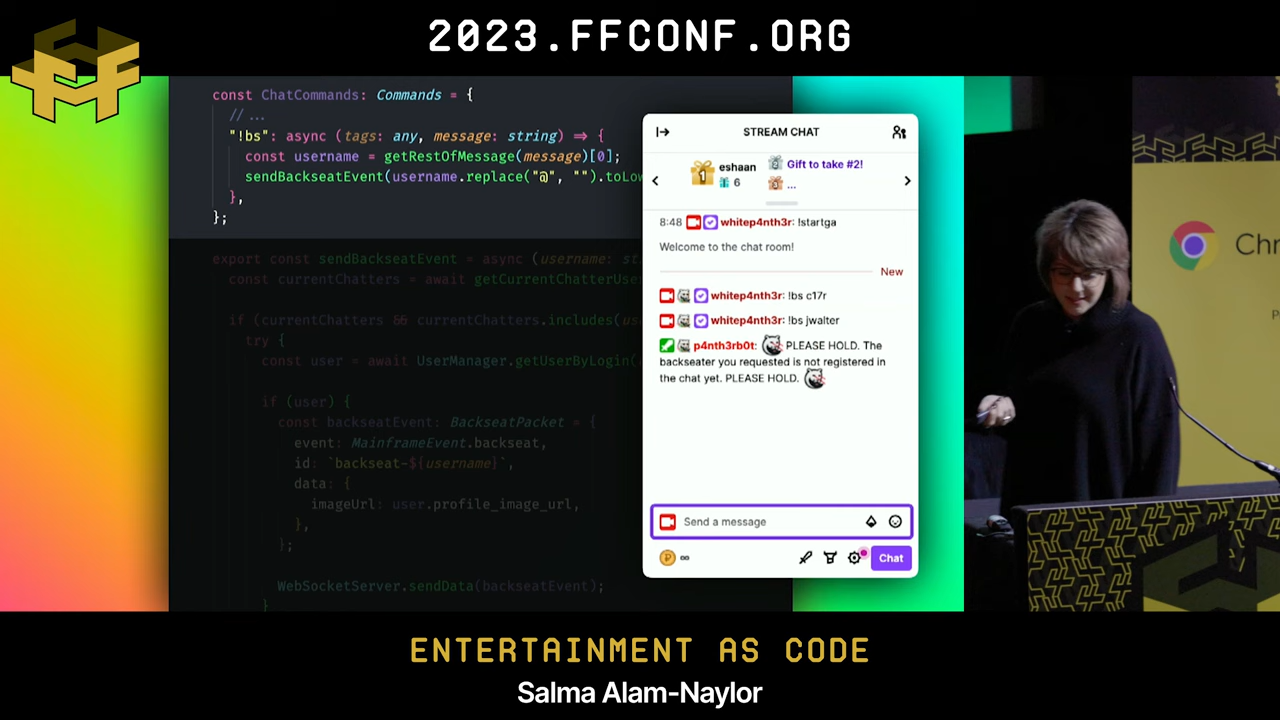 2023.FFCONF.ORG
const ChatCommands: Commands = {
// ...
"!bs": async (tags: any, message: string) => {
const username = getRestOfMessage(message)[0];
sendBackseatEvent(username.replace("@", "").toLow
},
};
export const sendBackseatEvent = async (username: st
const currentChatters = await getCurrentChatterUse
if (currentChatters && currentChatters.includes(us
try {
const user = await UserManager.getUserByLogin(
if (user) {
const backseatEvent: BackseatPacket = {
event: MainframeEvent.backseat,
id: `backseat-${username}`,
data: {
imageUrl: user.profile_image_url,
},
};
WebSocketServer.sendData(backseatEvent);
}
STREAM CHAT
1 eshaan
6
2 Gift to take #2!
3 ...
8:48 whitep4nth3r: !startga
Welcome to the chat room!
New
whitep4nth3r: !bs c17r
whitep4nth3r: !bs jwalter
p4nth3rb0t: PLEASE HOLD. The
backseater you requested is not registered in
the chat yet. PLEASE HOLD.
Send a message
Chat
Chr
ENTERTAINMENT AS CODE
Salma Alam-Naylor